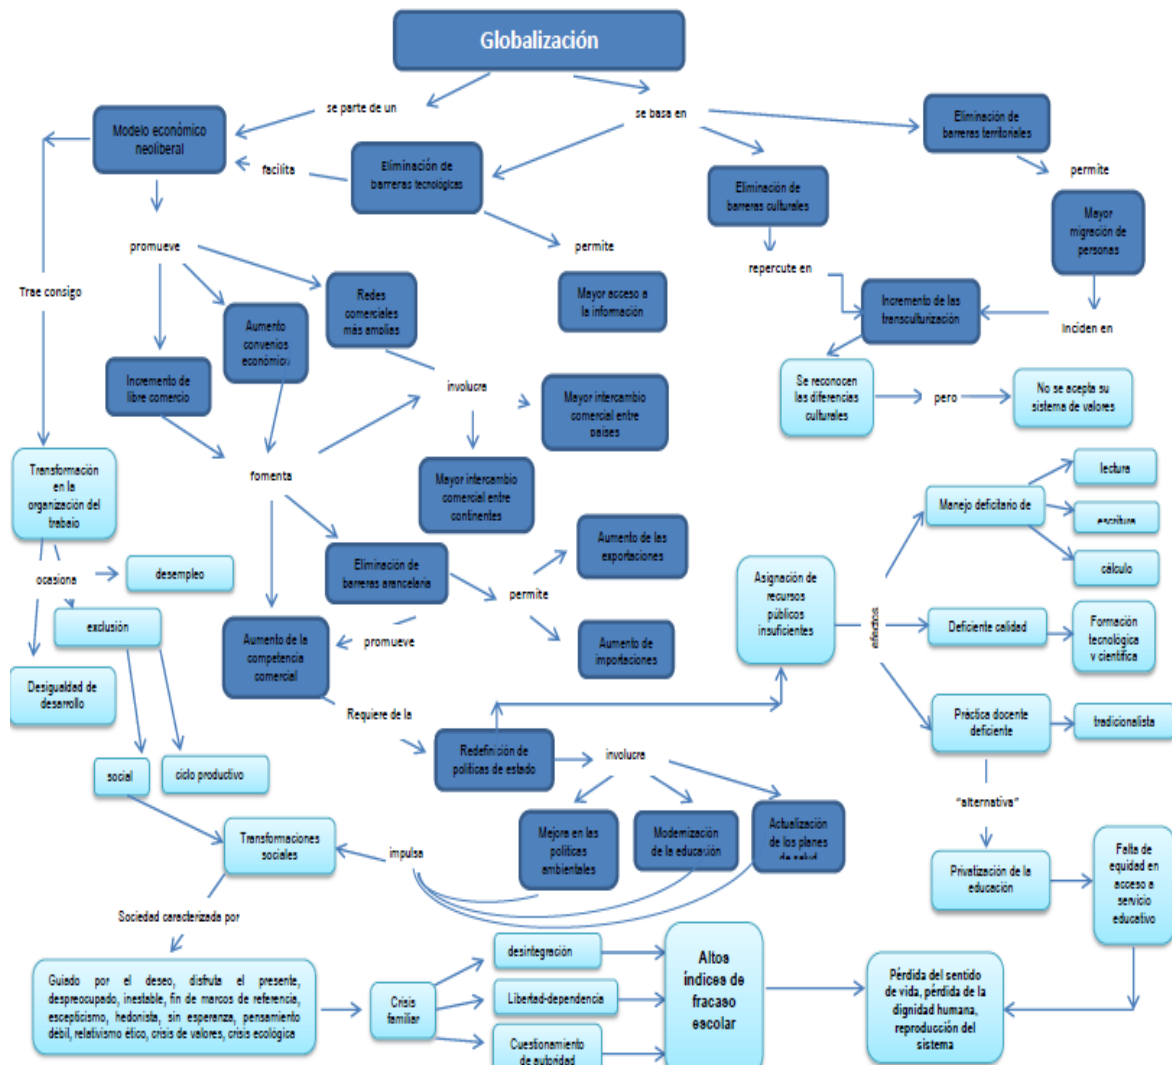 Globalización
se parte de un
se basa en
Modelo económico
neoliberal
facilita
Eliminación de
barreras tecnológicas
Eliminación de
barreras culturales
Eliminación de
barreras territoriales
permite
Mayor
migración de
personas
promueve
permite
repercute en
Trae consigo
Redes
comerciales
más amplias
Mayor acceso a
la información
Incremento de las
transculturización
Inciden en
Aumento
convenios
económico
Incremento de
libre comercio
involucra
Mayor intercambio
comercial entre
países
Se reconocen
las diferencias
culturales
pero
No se acepta su
sistema de valores
Transformación
en la
organización del
trabajo
fomenta
Mayor intercambio
comercial entre
continentes
lectura
Manejo deficitario de
escritura
cálculo
Aumento de las
exportaciones
Eliminación de
barreras arancelaria
permite
Aumento de
importaciones
ocasiona
desempleo
exclusión
Asignación de
recursos
públicos
insuficientes
efectos
Deficiente calidad
Formación
tecnológica
y científica
Aumento de la
competencia
comercial
promueve
Desigualdad de
desarrollo
Requiere de la
Práctica docente
deficiente
tradicionalista
Redefinición de
políticas de estado
involucra
social
ciclo productivo
"alternativa"
Transformaciones
sociales
impulsa
Mejora en las
políticas
ambientales
Modernización
de la educación
Actualización
de los planes
de salud
Privatización de la
educación
Falta de
equidad en
acceso a
servicio
educativo
Sociedad caracterizada por
Guiado por el deseo, disfruta el presente,
despreocupado, inestable, fin de marcos de referencia,
escepticismo, hedonista, sin esperanza, pensamiento
débil, relativismo ético, crisis de valores, crisis ecológica
Crisis
familiar
desintegración
Libertad-dependencia
Cuestionamiento
de autoridad
Altos
índices de
fracaso
escolar
Pérdida del sentido
de vida, pérdida de la
dignidad humana,
reproducción del
sistema